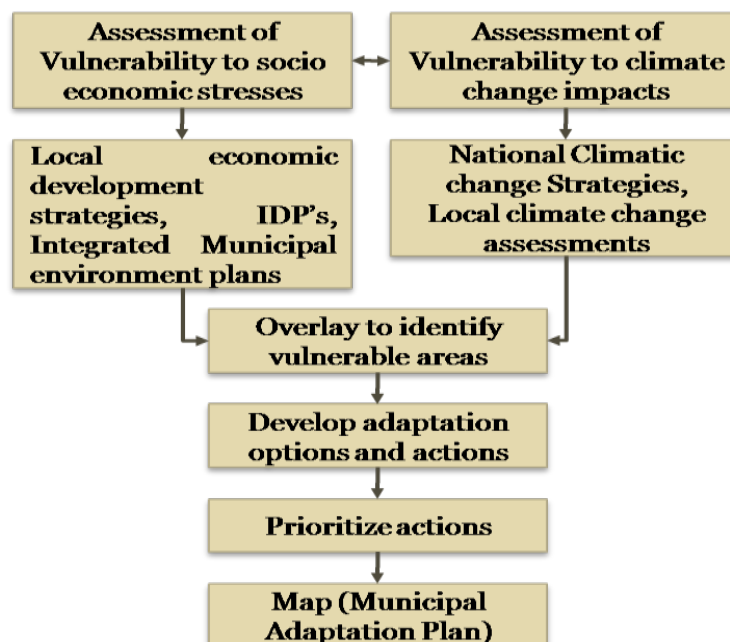 Assessment of
Vulnerability to socio
economic stresses
Assessment of
Vulnerability to climate
change impacts
Local economic
development
strategies, IDP's,
Integrated Municipal
environment plans
National Climatic
change Strategies,
Local climate change
assessments
Overlay to identify
vulnerable areas
Develop adaptation
options and actions
Prioritize actions
Map (Municipal
Adaptation Plan)